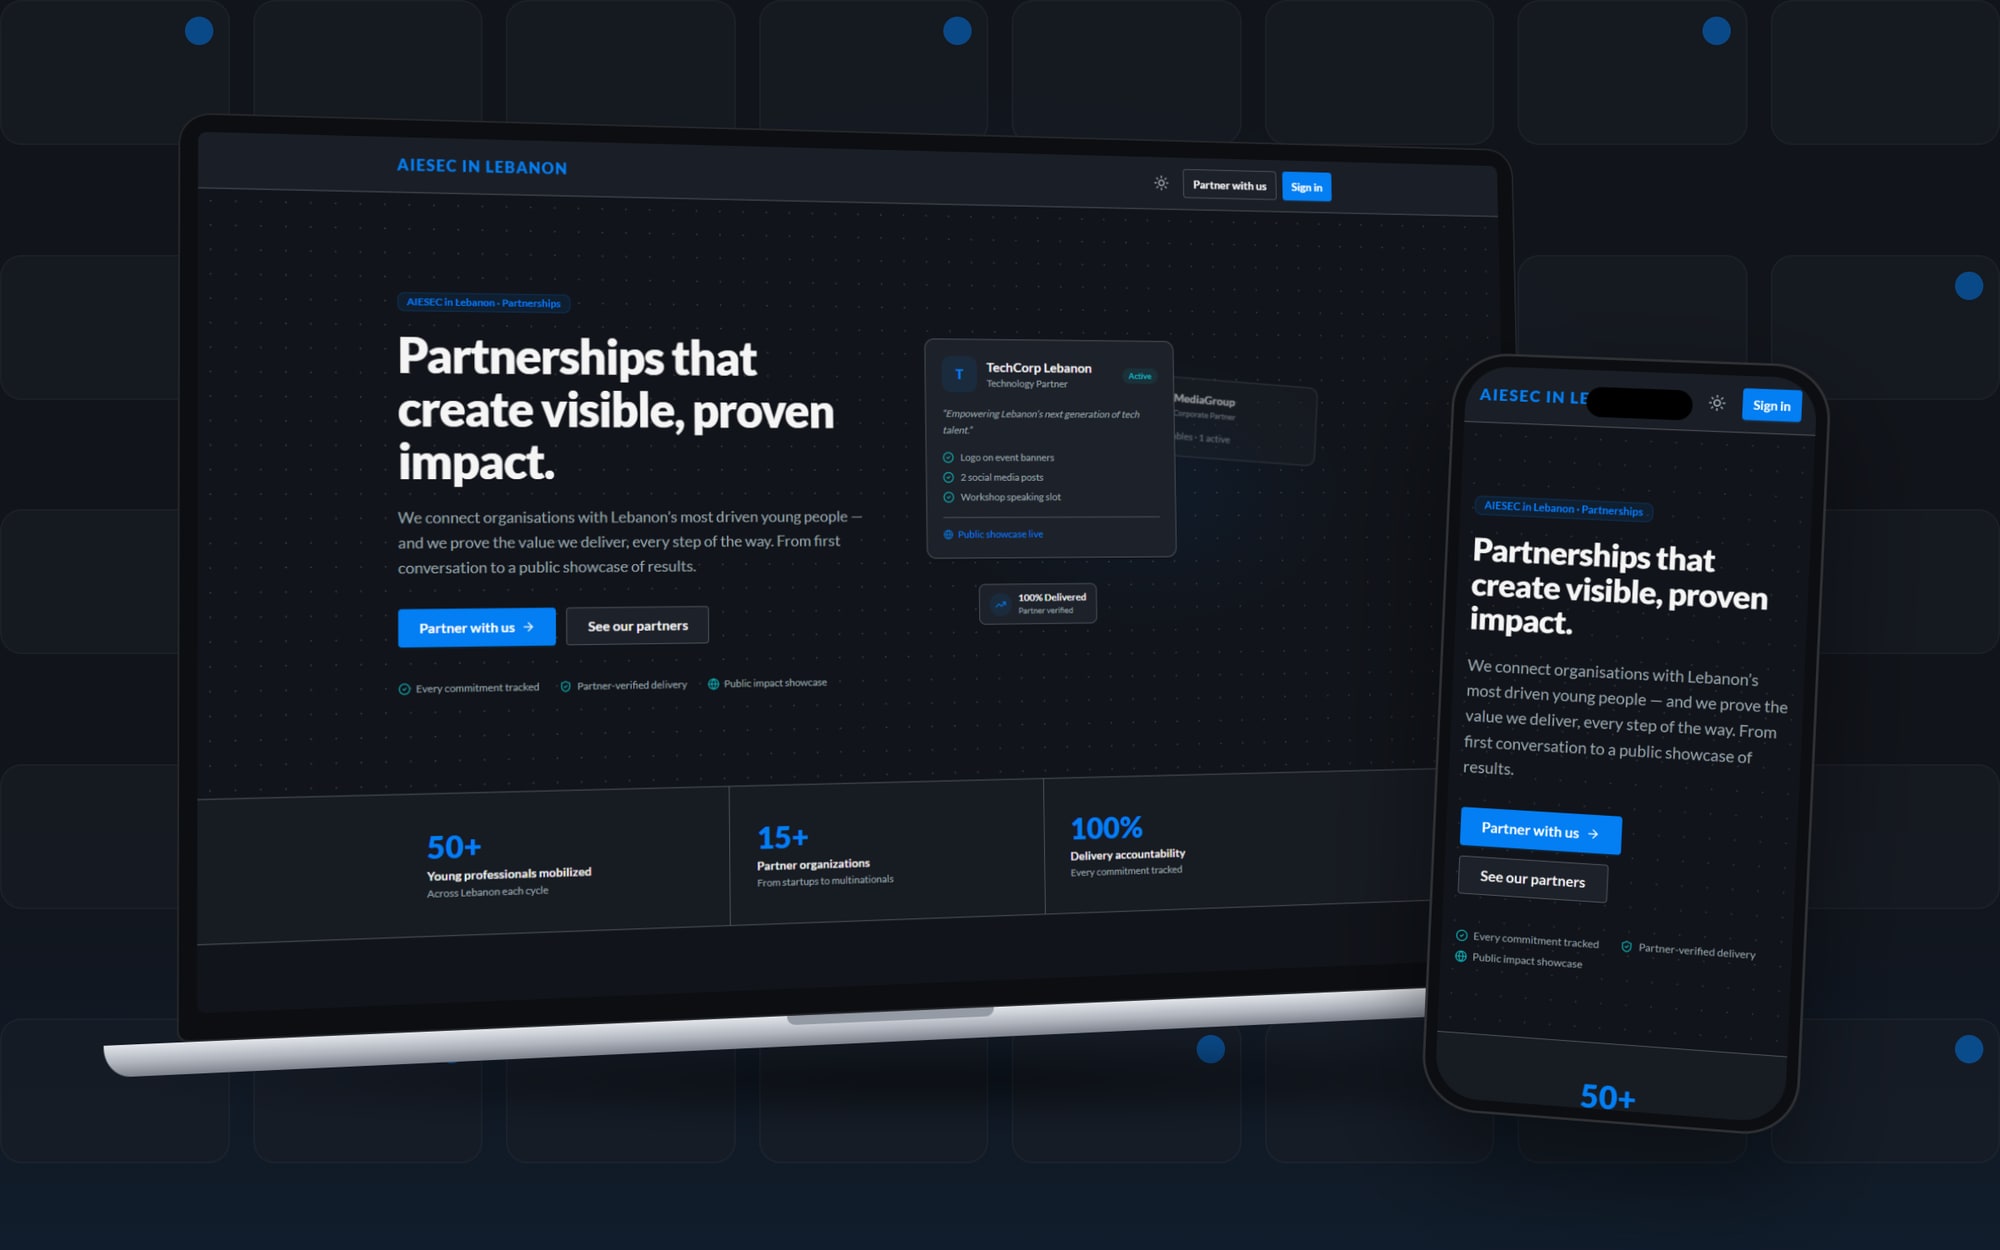 AIESEC IN LEBANON
Partner with us
Sign in
AIESEC in Lebanon · Partnerships
Partnerships that
create visible, proven
impact.
We connect organisations with Lebanon's most driven young people —
and we prove the value we deliver, every step of the way. From first
conversation to a public showcase of results.
Partner with us →
See our partners
Every commitment tracked
Partner-verified delivery
Public impact showcase
T
TechCorp Lebanon
Technology Partner
Active
"Empowering Lebanon's next generation of tech
talent."
Logo on event banners
2 social media posts
Workshop speaking slot
Public showcase live
MediaGroup
Corporate Partner
· 1 active
100% Delivered
Partner verified
50+
Young professionals mobilized
Across Lebanon each cycle
15+
Partner organizations
From startups to multinationals
100%
Delivery accountability
Every commitment tracked
AIESEC IN LE
Sign in
AIESEC in Lebanon · Partnerships
Partnerships that
create visible, proven
impact.
We connect organisations with Lebanon's
most driven young people — and we prove the
value we deliver, every step of the way. From
first conversation to a public showcase of
results.
Partner with us →
See our partners
Every commitment tracked
Partner-verified delivery
Public impact showcase
50+